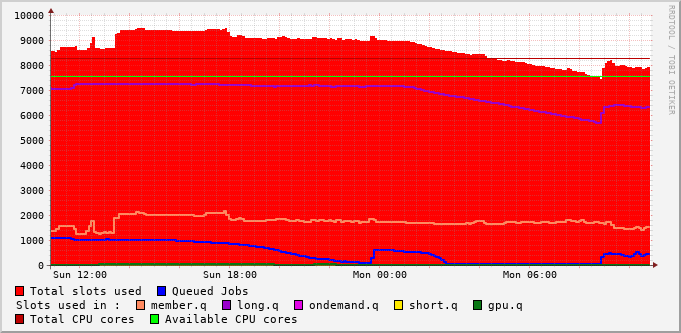 RRDTOOL / TOBI OETIKER
10000
9000
8000
7000
6000
5000
4000
3000
2000
1000
0
Sun 12:00 Sun 18:00 Mon 00:00 Mon 06:00
Total slots used Queued Jobs
Slots used in : member.q long.q ondemand.q short.q gpu.q
Total CPU cores Available CPU cores